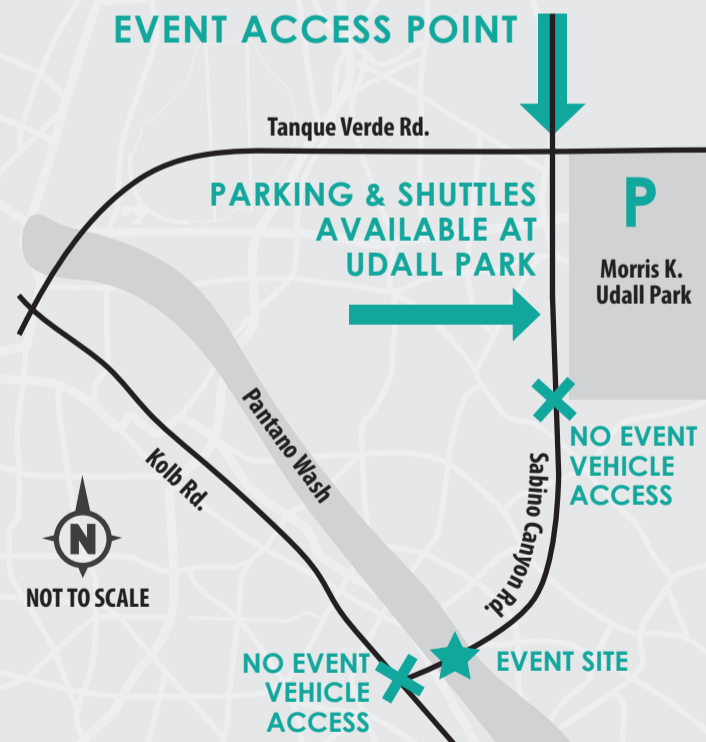 EVENT ACCESS POINT
Tanque Verde Rd.
PARKING & SHUTTLES
AVAILABLE AT
UDALL PARK
P
Morris K.
Udall Park
NO EVENT
VEHICLE
ACCESS
Pantano Wash
Kolb Rd.
Sabino Canyon Rd.
N
NOT TO SCALE
NO EVENT
VEHICLE
ACCESS
EVENT SITE